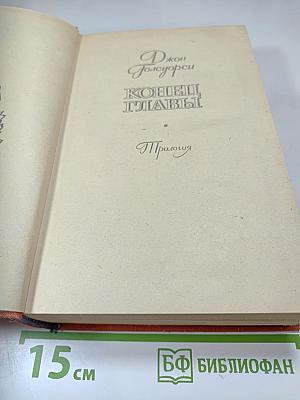 Джон
Голсуорси
КОНЕЦ
ГЛАВЫ
Трилогия
15 см
БФ БИБЛИОФАН